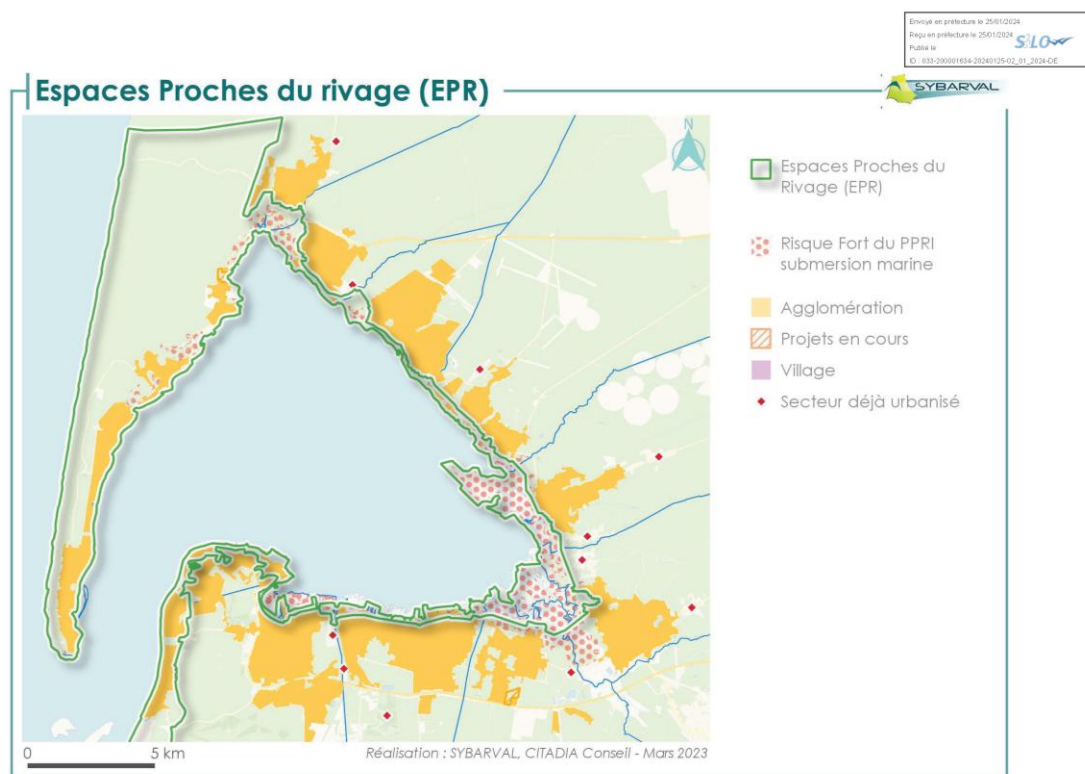 Envoyé en préfecture le 25/01/2024
Reçu en préfecture le 25/01/2024
Publié le
ID : 033-200001634-20240125-02_01_2024-DE
S2LO
Espaces Proches du rivage (EPR)
SYBARVAL
N
Espaces Proches du
Rivage (EPR)
Risque Fort du PPRI
submersion marine
Agglomération
Projets en cours
Village
Secteur déjà urbanisé
0 5 km
Réalisation : SYBARVAL, CITADIA Conseil - Mars 2023